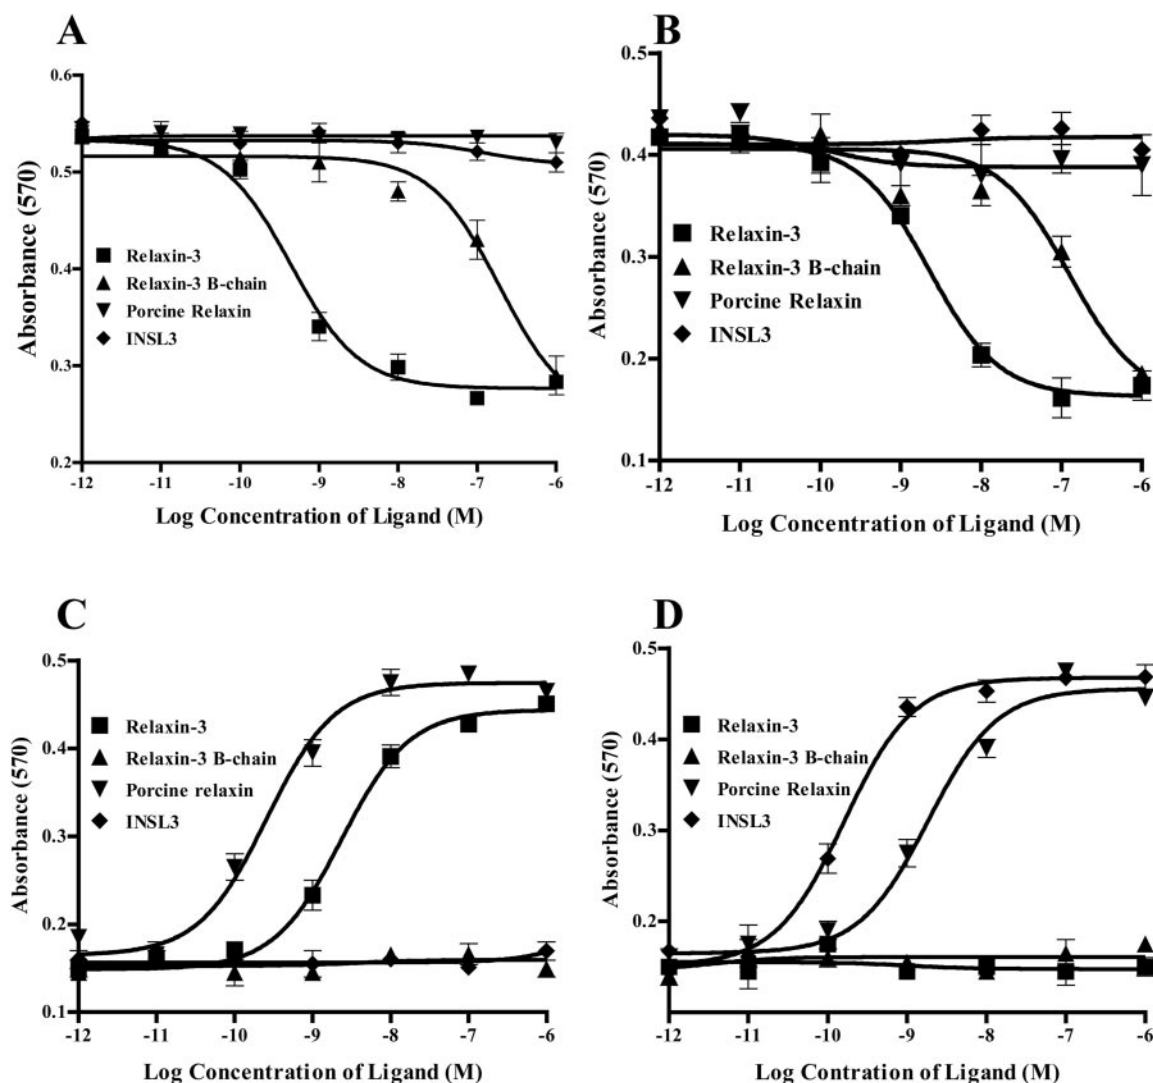 A
Absorbance (570)
0.6
0.5
0.4
0.3
0.2
Relaxin-3
Relaxin-3 B-chain
Porcine Relaxin
INSL3
-12 -11 -10 -9 -8 -7 -6
Log Concentration of Ligand (M)
B
Absorbance (570)
0.5
0.4
0.3
0.2
0.1
Relaxin-3
Relaxin-3 B-chain
Porcine Relaxin
INSL3
-12 -11 -10 -9 -8 -7 -6
Log Concentration of Ligand (M)
C
Absorbance (570)
0.5
0.4
0.3
0.2
0.1
Relaxin-3
Relaxin-3 B-chain
Porcine relaxin
INSL3
-12 -11 -10 -9 -8 -7 -6
Log Concentration of Ligand (M)
D
Absorbance (570)
0.5
0.4
0.3
0.2
Relaxin-3
Relaxin-3 B-chain
Porcine Relaxin
INSL3
-12 -11 -10 -9 -8 -7 -6
Log Contration of Ligand (M)